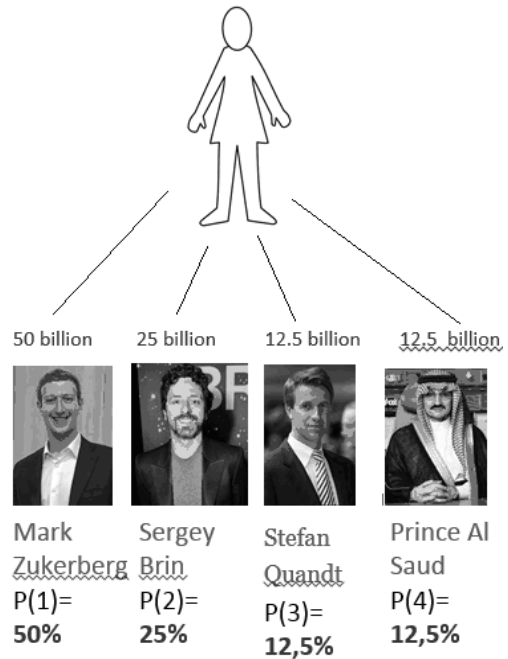 50 billion
25 billion
12.5 billion
12.5 billion
BF
Mark
Zukerberg
P(1)=
50%
Sergey
Brin
P(2)=
25%
Stefan
Quandt
P(3)=
12,5%
Prince Al
Saud
P(4)=
12,5%